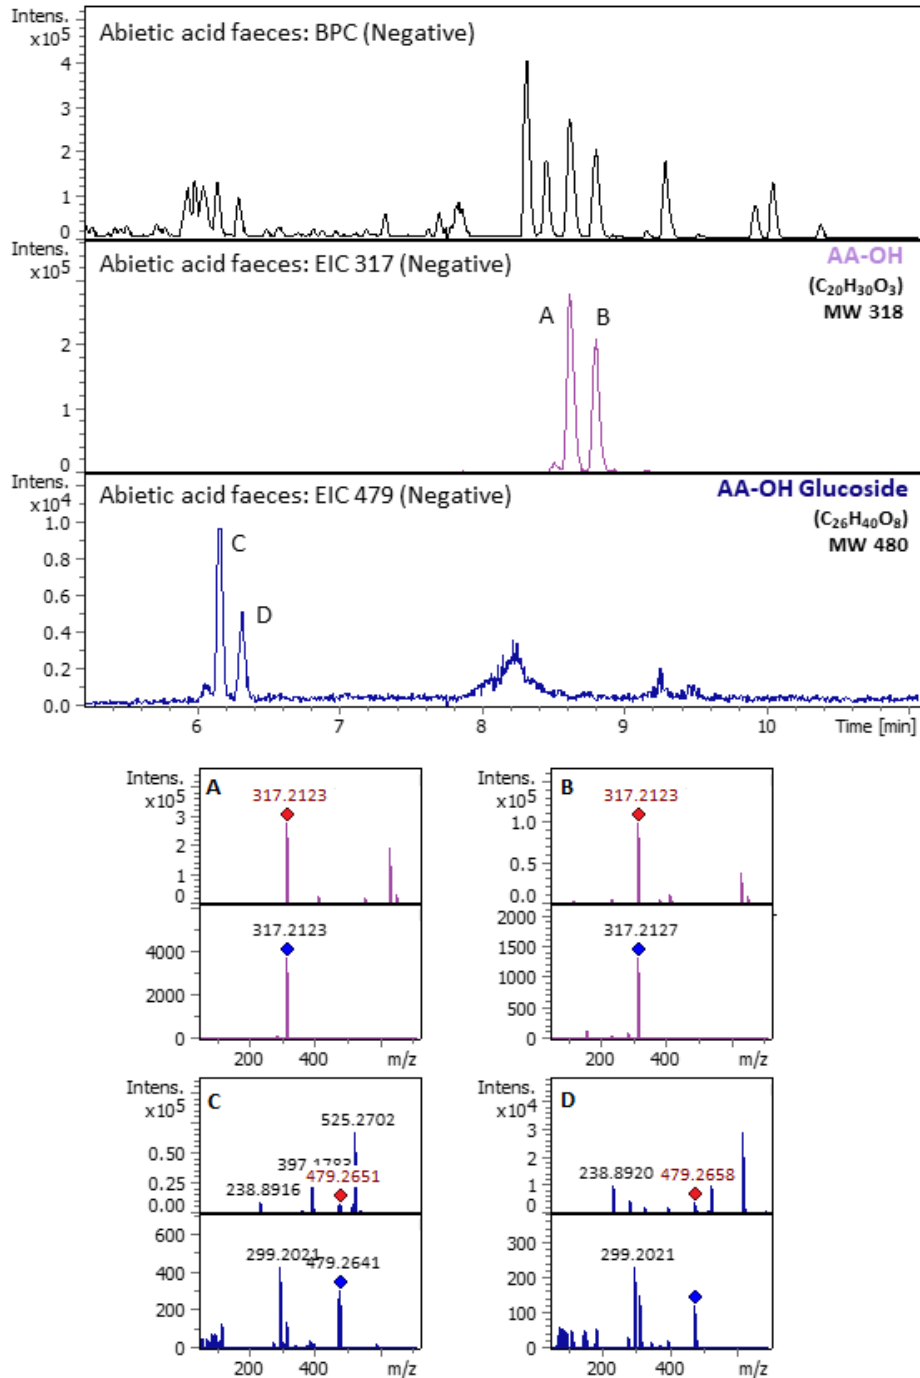 Intens.
x10⁵
Abietic acid faeces: BPC (Negative)
4
3
2
1
0
Intens.
x10⁵
Abietic acid faeces: EIC 317 (Negative)
AA-OH
(C₂₀H₃₀O₃)
MW 318
A
B
2
1
0
Intens.
x10⁴
Abietic acid faeces: EIC 479 (Negative)
AA-OH Glucoside
(C₂₆H₄₀O₈)
MW 480
1.0
C
0.8
0.6
D
0.4
0.2
0.0
6 7 8 9 10 Time [min]
Intens.
x10⁵
A
317.2123
3
2
1
0
317.2123
4000
2000
0
200 400 m/z
Intens.
x10⁵
B
317.2123
1.0
0.5
0.0
2000
317.2127
1500
1000
500
0
200 400 m/z
Intens.
x10⁵
C
525.2702
0.50
397.1783
479.2651
0.25
238.8916
0.00
600
299.2021
479.2641
400
200
0
200 400 m/z
Intens.
x10⁴
D
3
238.8920
479.2658
2
1
0
300
299.2021
200
100
0
200 400 m/z